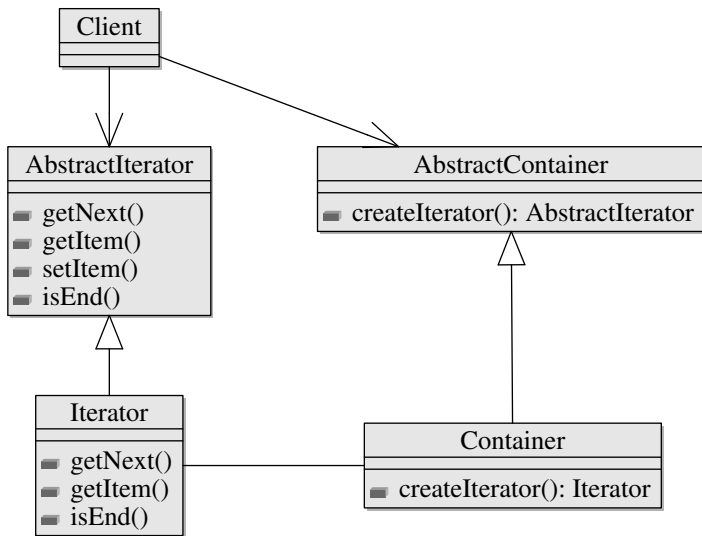 Client
AbstractIterator
getNext()
getItem()
setItem()
isEnd()
AbstractContainer
createIterator(): AbstractIterator
Iterator
getNext()
getItem()
isEnd()
Container
createIterator(): Iterator